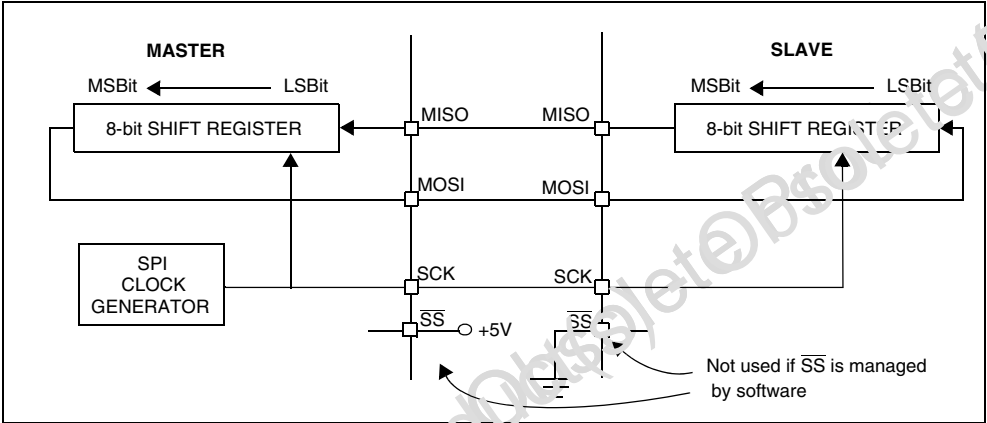 MASTER
SLAVE
MSBit
LSBit
MSBit
LSBit
8-bit SHIFT REGISTER
MISO
MISO
8-bit SHIFT REGISTER
MOSI
MOSI
SPI
CLOCK
GENERATOR
SCK
SCK
SS
+5V
SS
Not used if SS is managed
by software